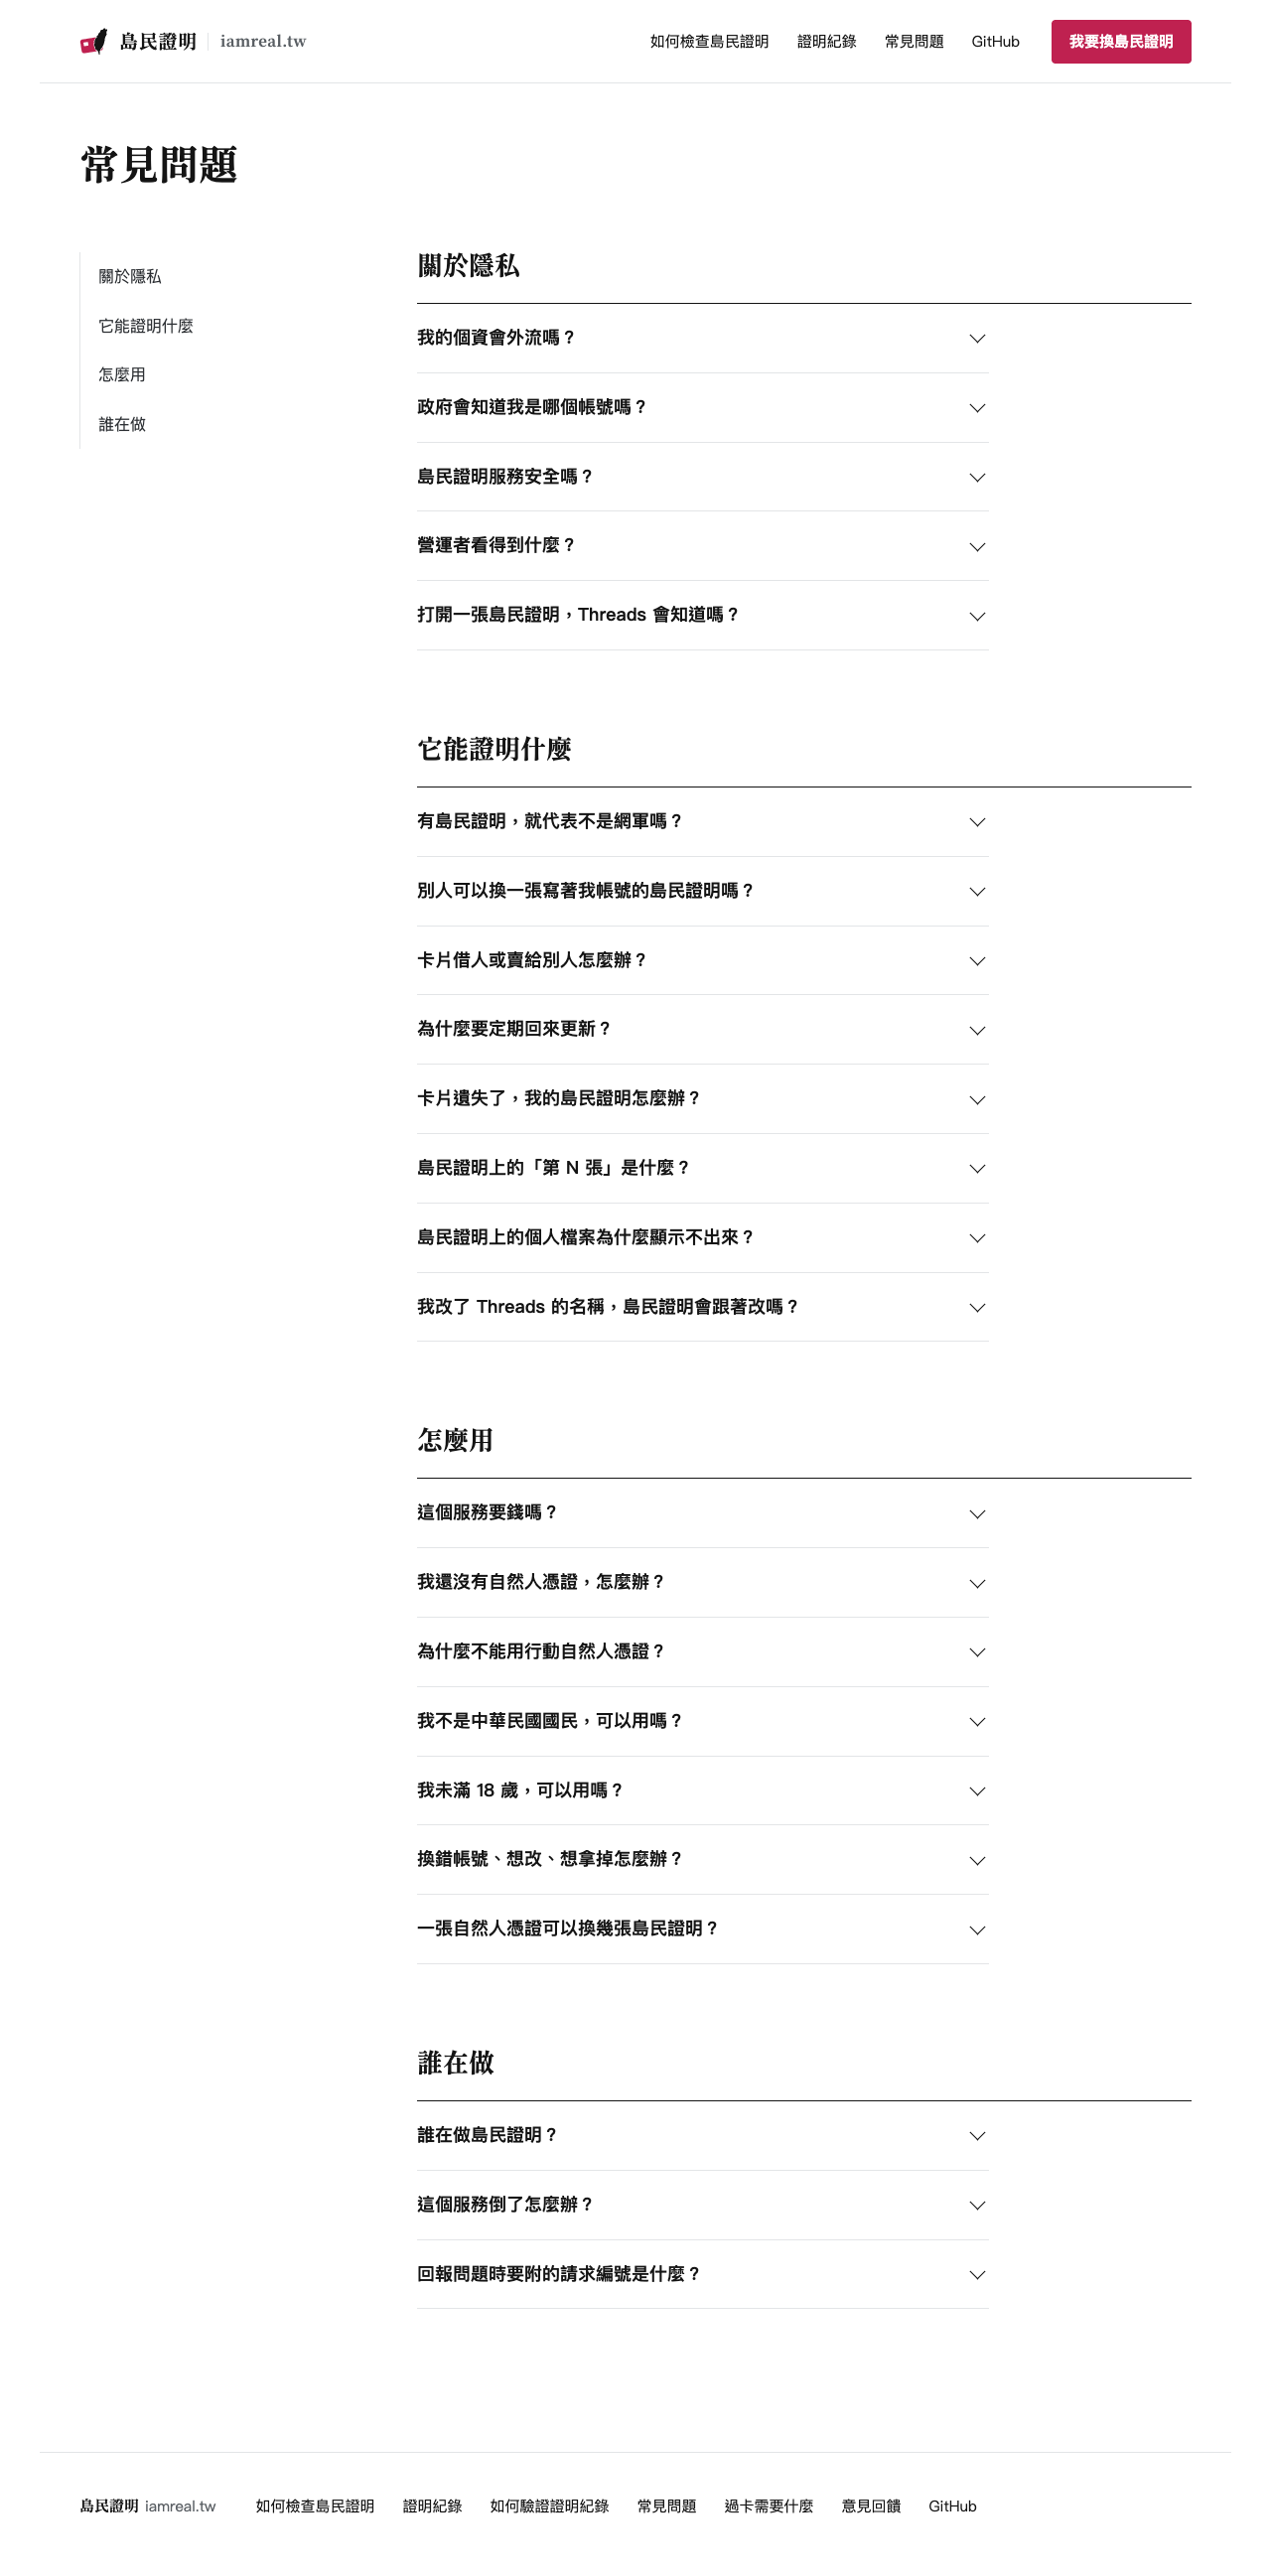 島民證明 iamreal.tw 如何檢查島民證明 證明紀錄 常見問題 GitHub 我要換島民證明
常見問題
關於隱私
它能證明什麼
怎麼用
誰在做
關於隱私
我的個資會外流嗎？
政府會知道我是哪個帳號嗎？
島民證明服務安全嗎？
營運者看得到什麼？
打開一張島民證明，Threads 會知道嗎？
它能證明什麼
有島民證明，就代表不是網軍嗎？
別人可以換一張寫著我帳號的島民證明嗎？
卡片借人或賣給別人怎麼辦？
為什麼要定期回來更新？
卡片遺失了，我的島民證明怎麼辦？
島民證明上的「第 N 張」是什麼？
島民證明上的個人檔案為什麼顯示不出來？
我改了 Threads 的名稱，島民證明會跟著改嗎？
怎麼用
這個服務要錢嗎？
我還沒有自然人憑證，怎麼辦？
為什麼不能用行動自然人憑證？
我不是中華民國國民，可以用嗎？
我未滿 18 歲，可以用嗎？
換錯帳號、想改、想拿掉怎麼辦？
一張自然人憑證可以換幾張島民證明？
誰在做
誰在做島民證明？
這個服務倒了怎麼辦？
回報問題時要附的請求編號是什麼？
島民證明 iamreal.tw 如何檢查島民證明 證明紀錄 如何驗證證明紀錄 常見問題 過卡需要什麼 意見回饋 GitHub